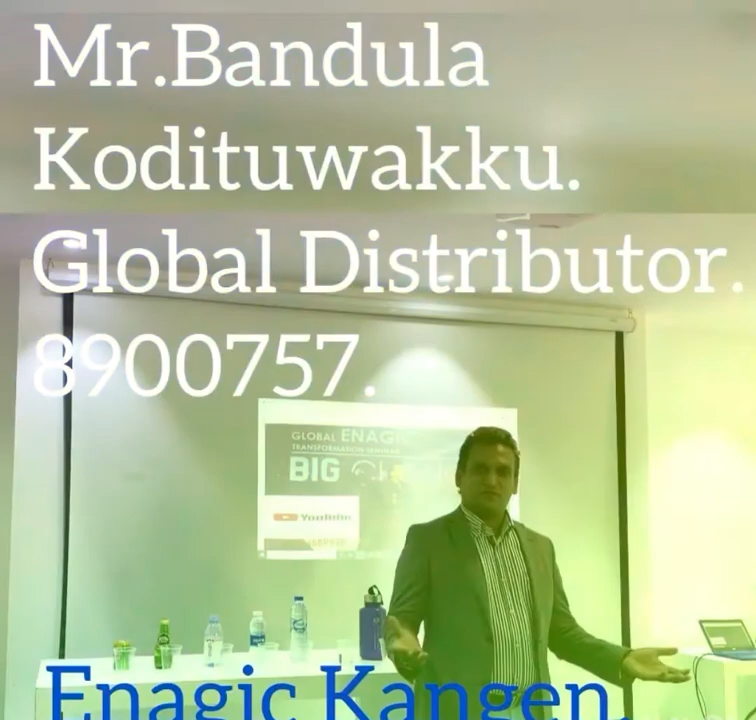 Mr.Bandula
Kodituwakku.
Global Distributor.
8900757.
GLOBAL ENAGIC
TRANSFORMATION SEMINAR
BIG
YouTube
Enagic Kangen.